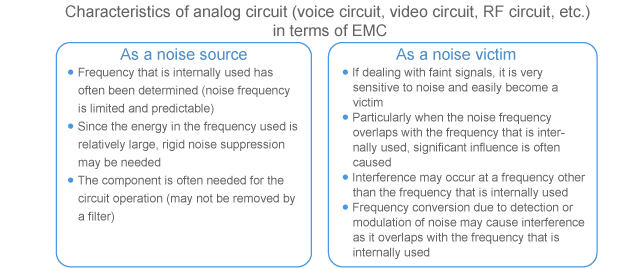 Characteristics of analog circuit (voice circuit, video circuit, RF circuit, etc.)
in terms of EMC
As a noise source
• Frequency that is internally used has
often been determined (noise frequency
is limited and predictable)
• Since the energy in the frequency used is
relatively large, rigid noise suppression
may be needed
• The component is often needed for the
circuit operation (may not be removed by
a filter)
As a noise victim
• If dealing with faint signals, it is very
sensitive to noise and easily become a
victim
• Particularly when the noise frequency
overlaps with the frequency that is inter-
nally used, significant influence is often
caused
• Interference may occur at a frequency other
than the frequency that is internally used
• Frequency conversion due to detection or
modulation of noise may cause interference
as it overlaps with the frequency that is
internally used